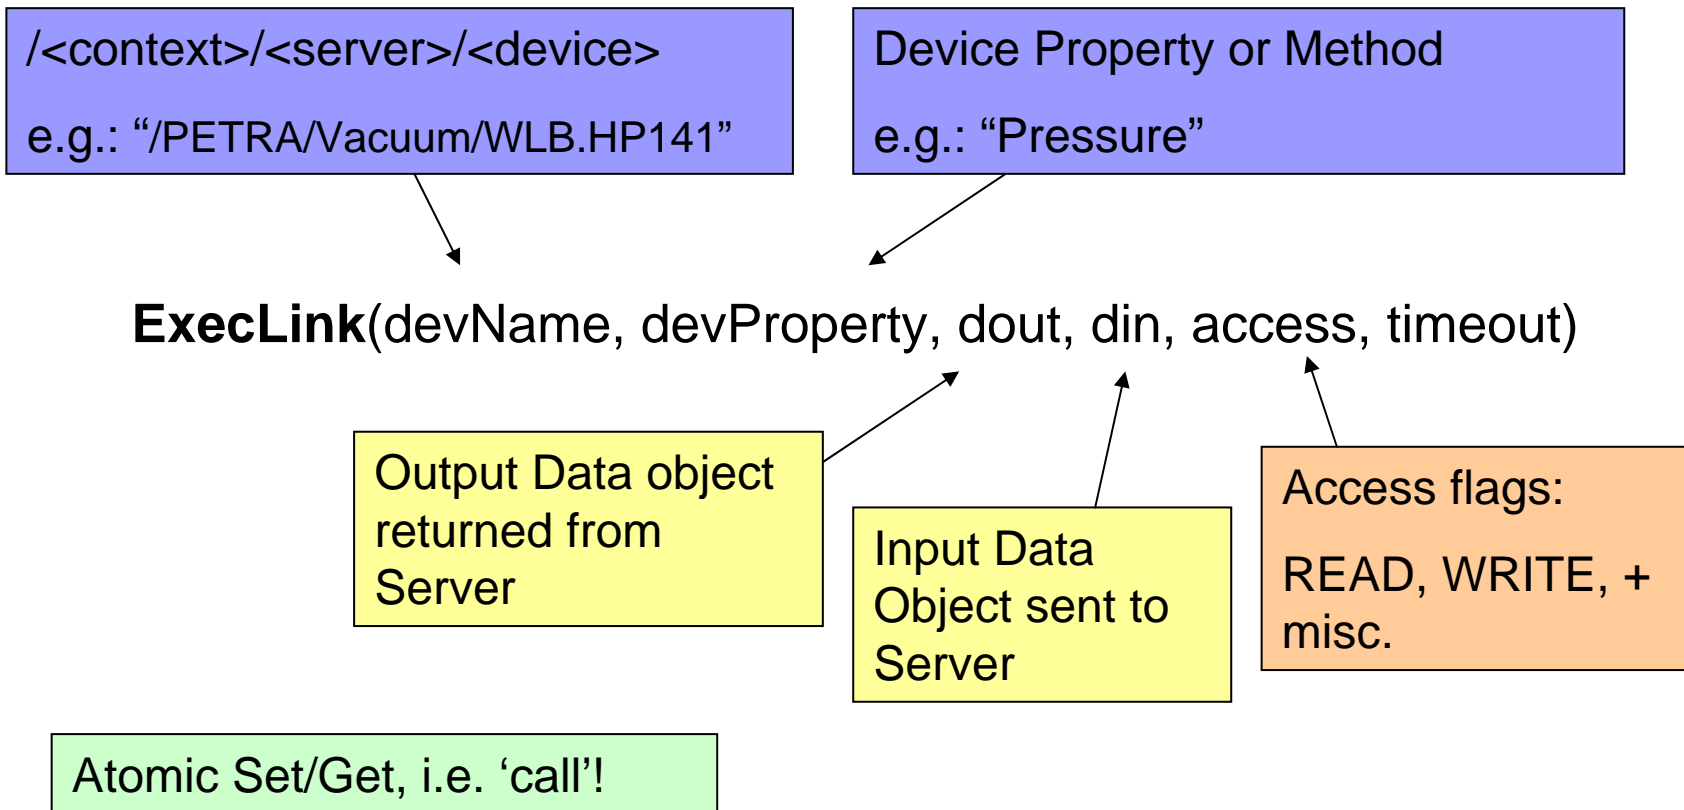 /<context>/<server>/<device>
e.g.: “/PETRA/Vacuum/WLB.HP141”
Device Property or Method
e.g.: “Pressure”
ExecLink(devName, devProperty, dout, din, access, timeout)
Output Data object
returned from
Server
Input Data
Object sent to
Server
Access flags:
READ, WRITE, +
misc.
Atomic Set/Get, i.e. ‘call’!